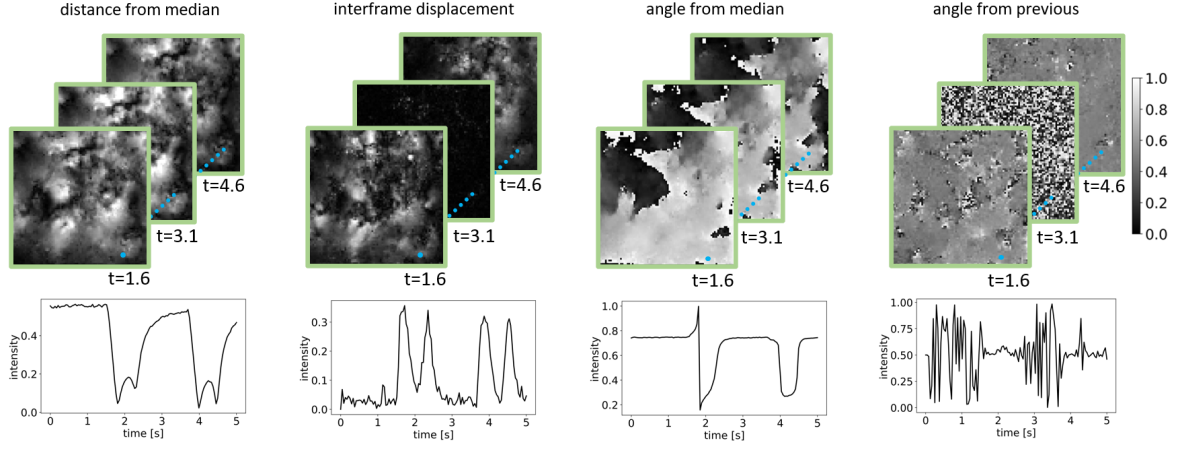 distance from median
interframe displacement
angle from median
angle from previous
t=4.6
t=3.1
t=1.6
t=4.6
t=3.1
t=1.6
t=4.6
t=3.1
t=1.6
t=4.6
t=3.1
t=1.6
1.0
0.8
0.6
0.4
0.2
0.0
intensity
0.4
0.2
0.0
0 1 2 3 4 5
time [s]
intensity
0.3
0.2
0.1
0.0
0 1 2 3 4 5
time [s]
intensity
1.0
0.8
0.6
0.4
0.2
0 1 2 3 4 5
time [s]
intensity
1.00
0.75
0.50
0.25
0.00
0 1 2 3 4 5
time [s]